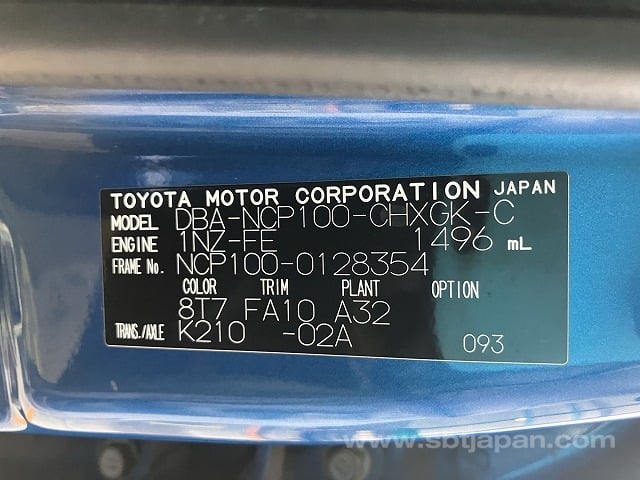 TOYOTA MOTOR CORPORATION JAPAN
MODEL DBA-NCP100-CHXGK-C
ENGINE 1NZ-FE 1496 mL
FRAME No. NCP100-0128354
COLOR TRIM PLANT OPTION
8T7 FA10 A32
TRANS./AXLE K210 -02A 093
www.sbtjapan.com